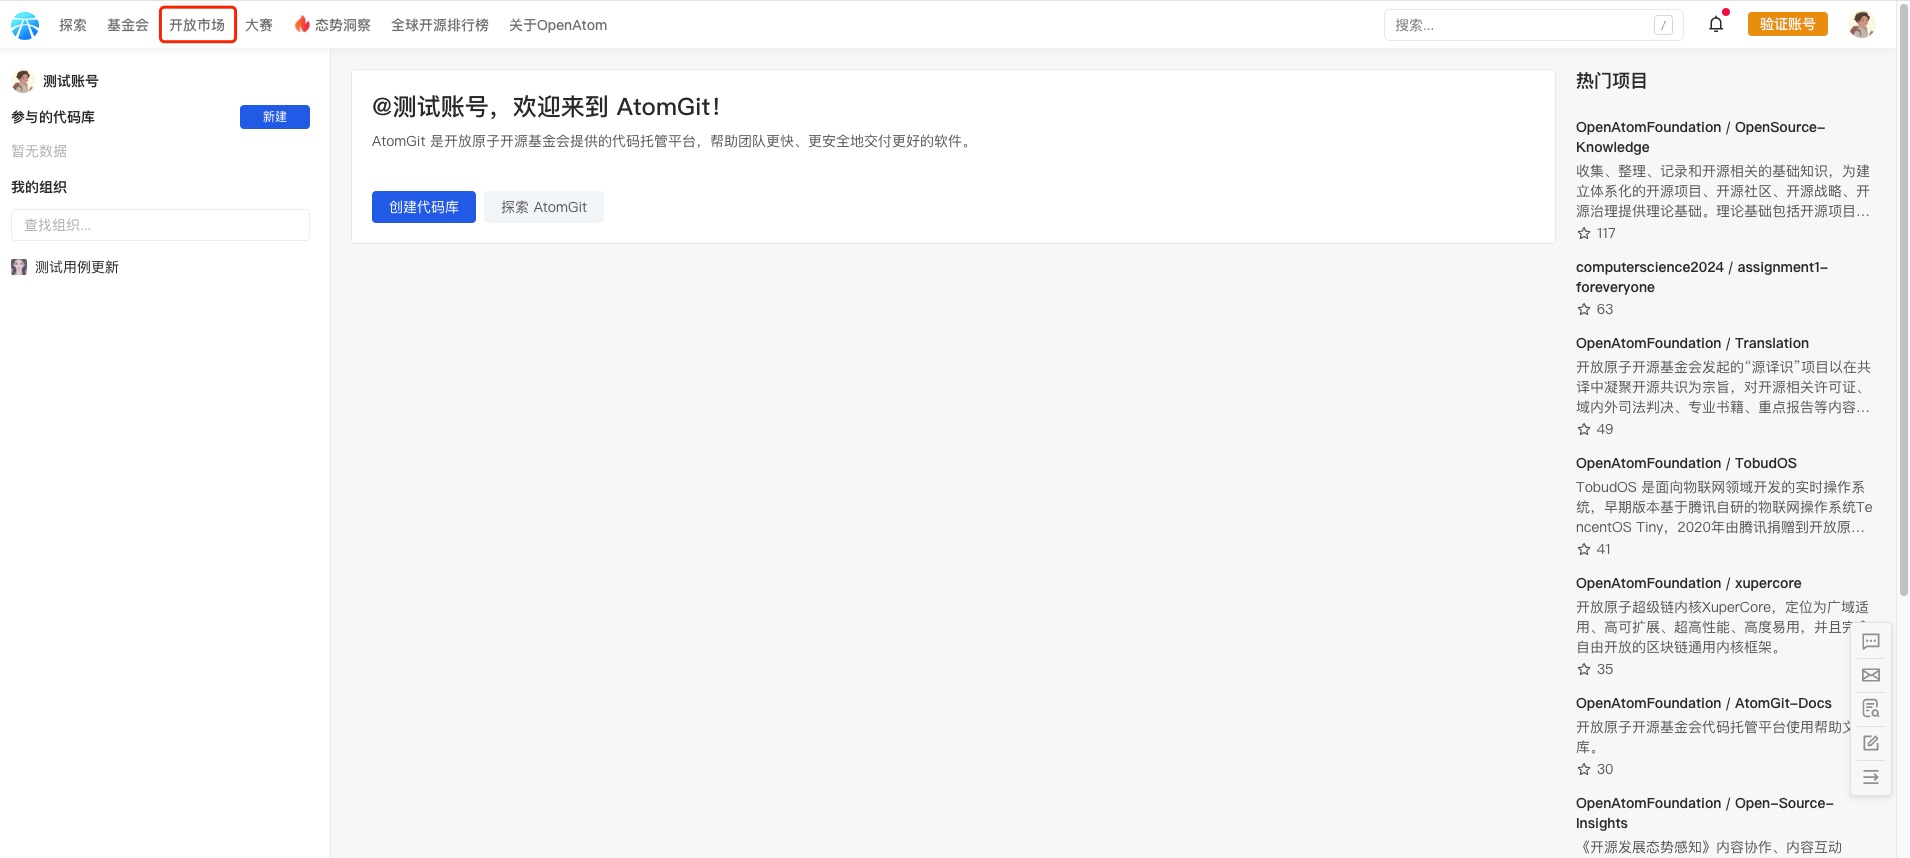 探索 基金会 开放市场 大赛 态势洞察 全球开源排行榜 关于OpenAtom 搜索... / 验证账号
测试账号
参与的代码库 新建
暂无数据
我的组织
查找组织...
测试用例更新
@测试账号，欢迎来到 AtomGit！
AtomGit 是开放原子开源基金会提供的代码托管平台，帮助团队更快、更安全地交付更好的软件。
创建代码库 探索 AtomGit
热门项目
OpenAtomFoundation / OpenSource-
Knowledge
收集、整理、记录和开源相关的基础知识，为建
立体系化的开源项目、开源社区、开源战略、开
源治理提供理论基础。理论基础包括开源项目...
117
computerscience2024 / assignment1-
foreveryone
63
OpenAtomFoundation / Translation
开放原子开源基金会发起的“源译识”项目以在共
译中凝聚开源共识为宗旨，对开源相关许可证、
域内外司法判决、专业书籍、重点报告等内容...
49
OpenAtomFoundation / TobudOS
TobudOS 是面向物联网领域开发的实时操作系
统，早期版本基于腾讯自研的物联网操作系统Te
ncentOS Tiny，2020年由腾讯捐赠到开放原...
41
OpenAtomFoundation / xupercore
开放原子超级链内核XuperCore，定位为广域适
用、高可扩展、超高性能、高度易用，并且完全
自由开放的区块链通用内核框架。
35
OpenAtomFoundation / AtomGit-Docs
开放原子开源基金会代码托管平台使用帮助文
库。
30
OpenAtomFoundation / Open-Source-
Insights
《开源发展态势感知》内容协作、内容互动